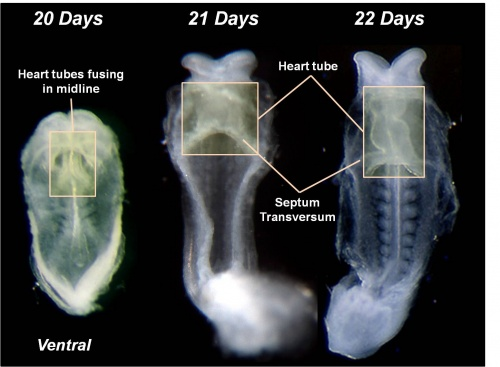 20 Days
21 Days
22 Days
Heart tubes fusing
in midline
Heart tube
Septum
Transversum
Ventral